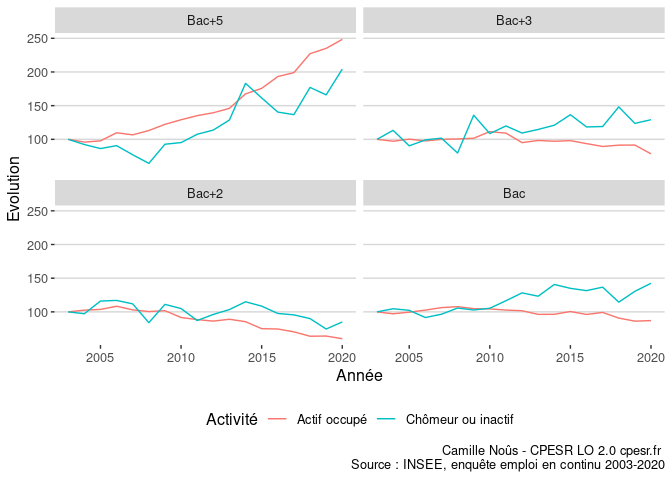 Bac+5
Bac+3
250
200
150
100
Bac+2
Bac
250
200
150
100
Evolution
2005
2010
2015
2020
2005
2010
2015
2020
Année
Activité
Actif occupé
Chômeur ou inactif
Camille Noûs - CPESR LO 2.0 cpesr.fr
Source : INSEE, enquête emploi en continu 2003-2020